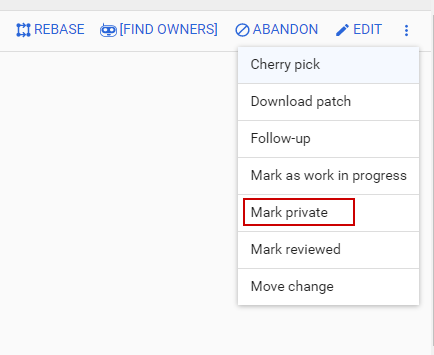 REBASE [FIND OWNERS] ABANDON EDIT
Cherry pick
Download patch
Follow-up
Mark as work in progress
Mark private
Mark reviewed
Move change